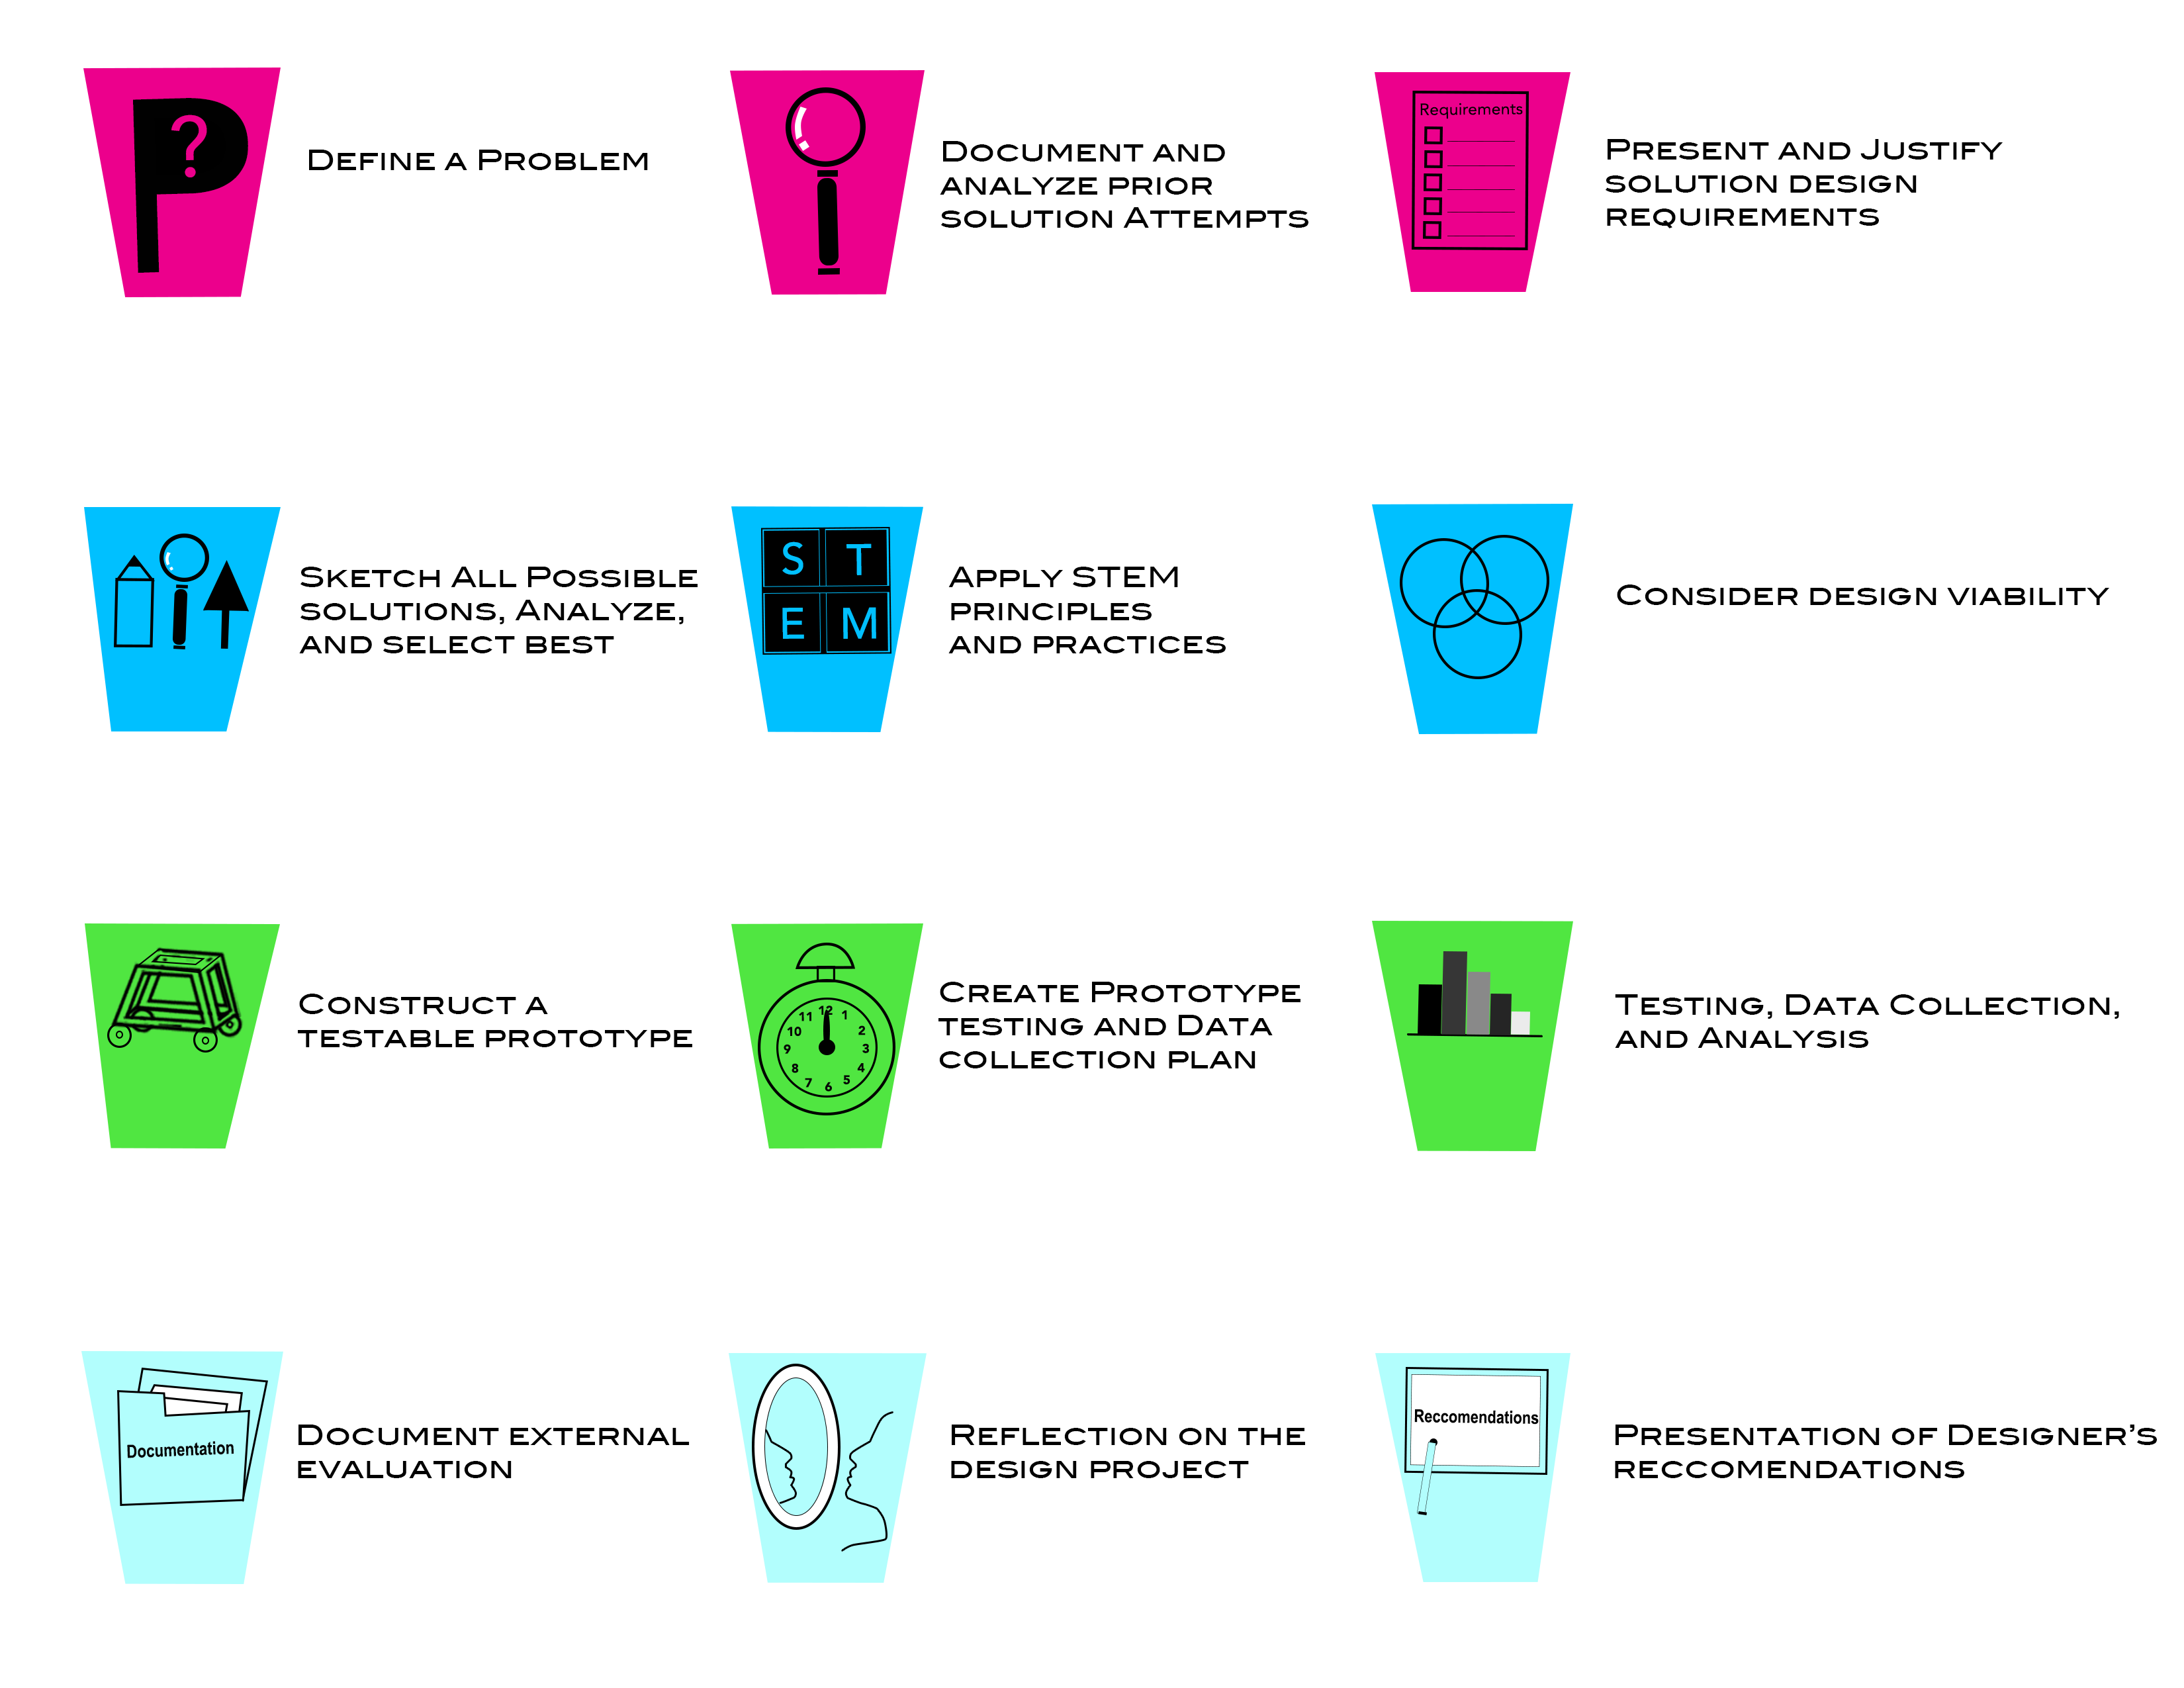 ?
Define a Problem
Document and
analyze prior
solution Attempts
Requirements
Present and Justify
solution design
requirements
Sketch All Possible
solutions, Analyze,
and select best
S T
E M
Apply STEM
principles
and practices
Consider design viability
Construct a
testable prototype
12
11 1
10 2
9 3
8 4
7 5
6
Create Prototype
testing and Data
collection plan
Testing, Data Collection,
and Analysis
Documentation
Document external
evaluation
Reflection on the
design project
Reccomendations
Presentation of Designer's
reccomendations